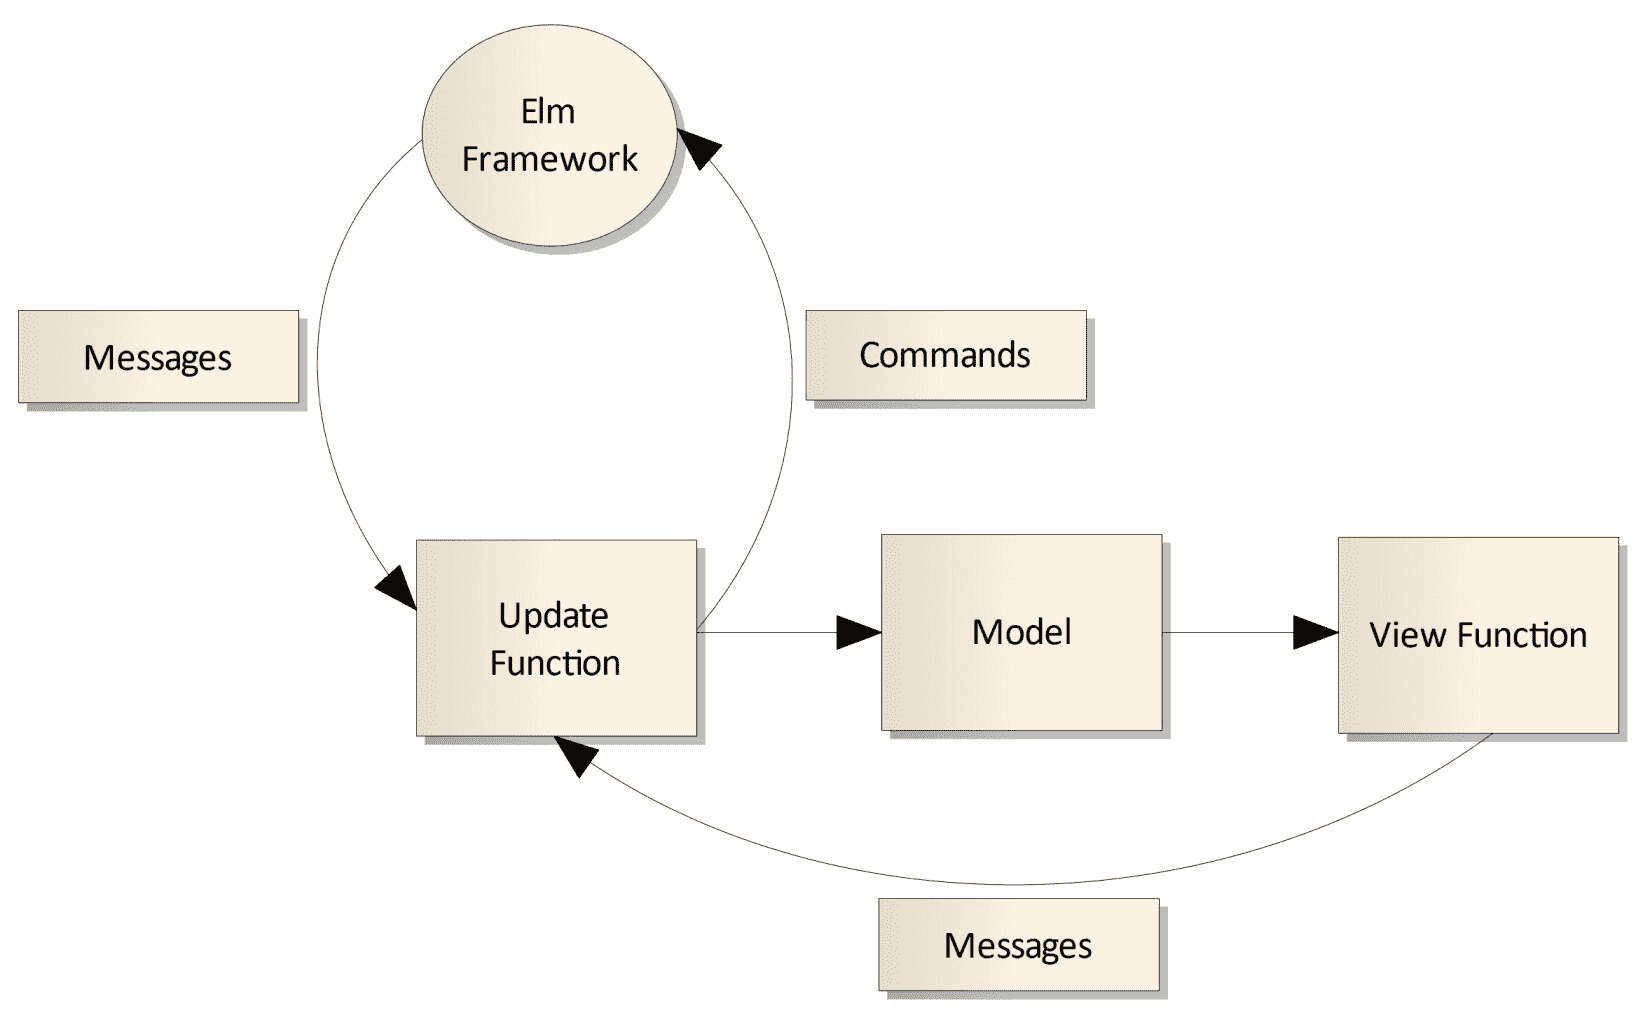 Elm
Framework
Messages
Commands
Update
Function
Model
View Function
Messages